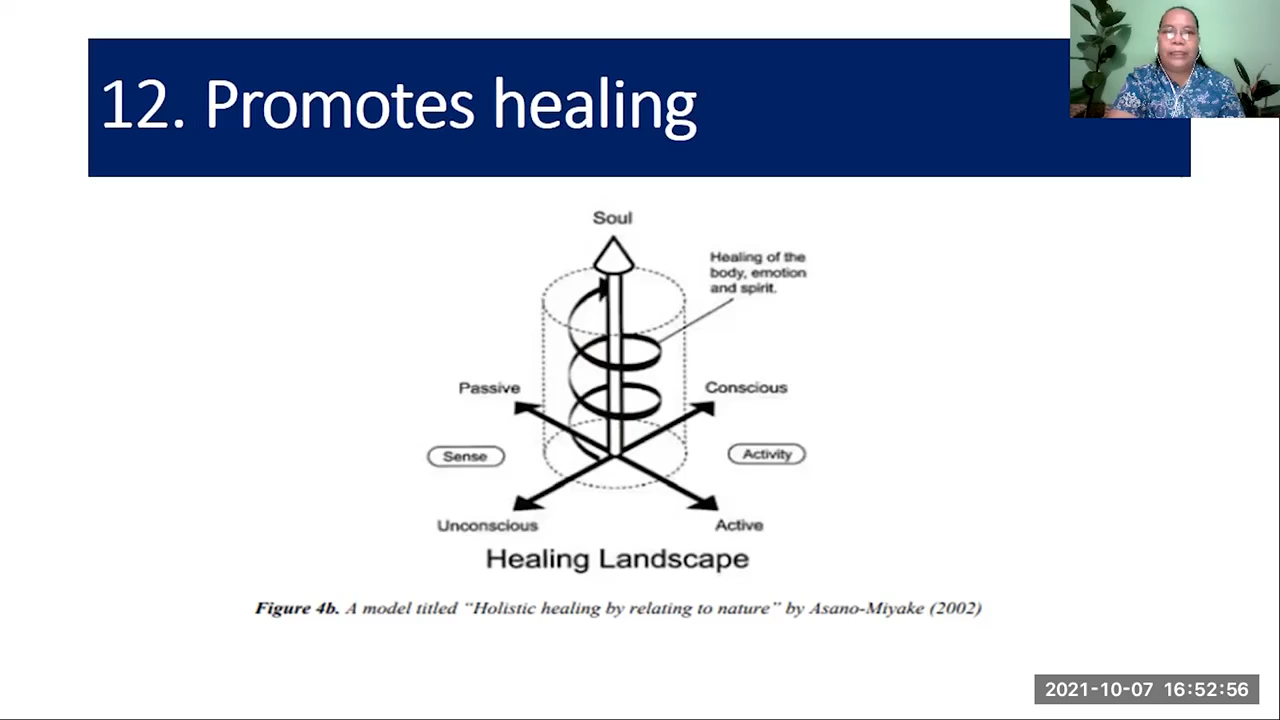 12. Promotes healing
Soul
Healing of the
body, emotion
and spirit.
Passive
Conscious
Sense
Activity
Unconscious
Active
Healing Landscape
Figure 4b. A model titled “Holistic healing by relating to nature” by Asano-Miyake (2002)
2021-10-07 16:52:56